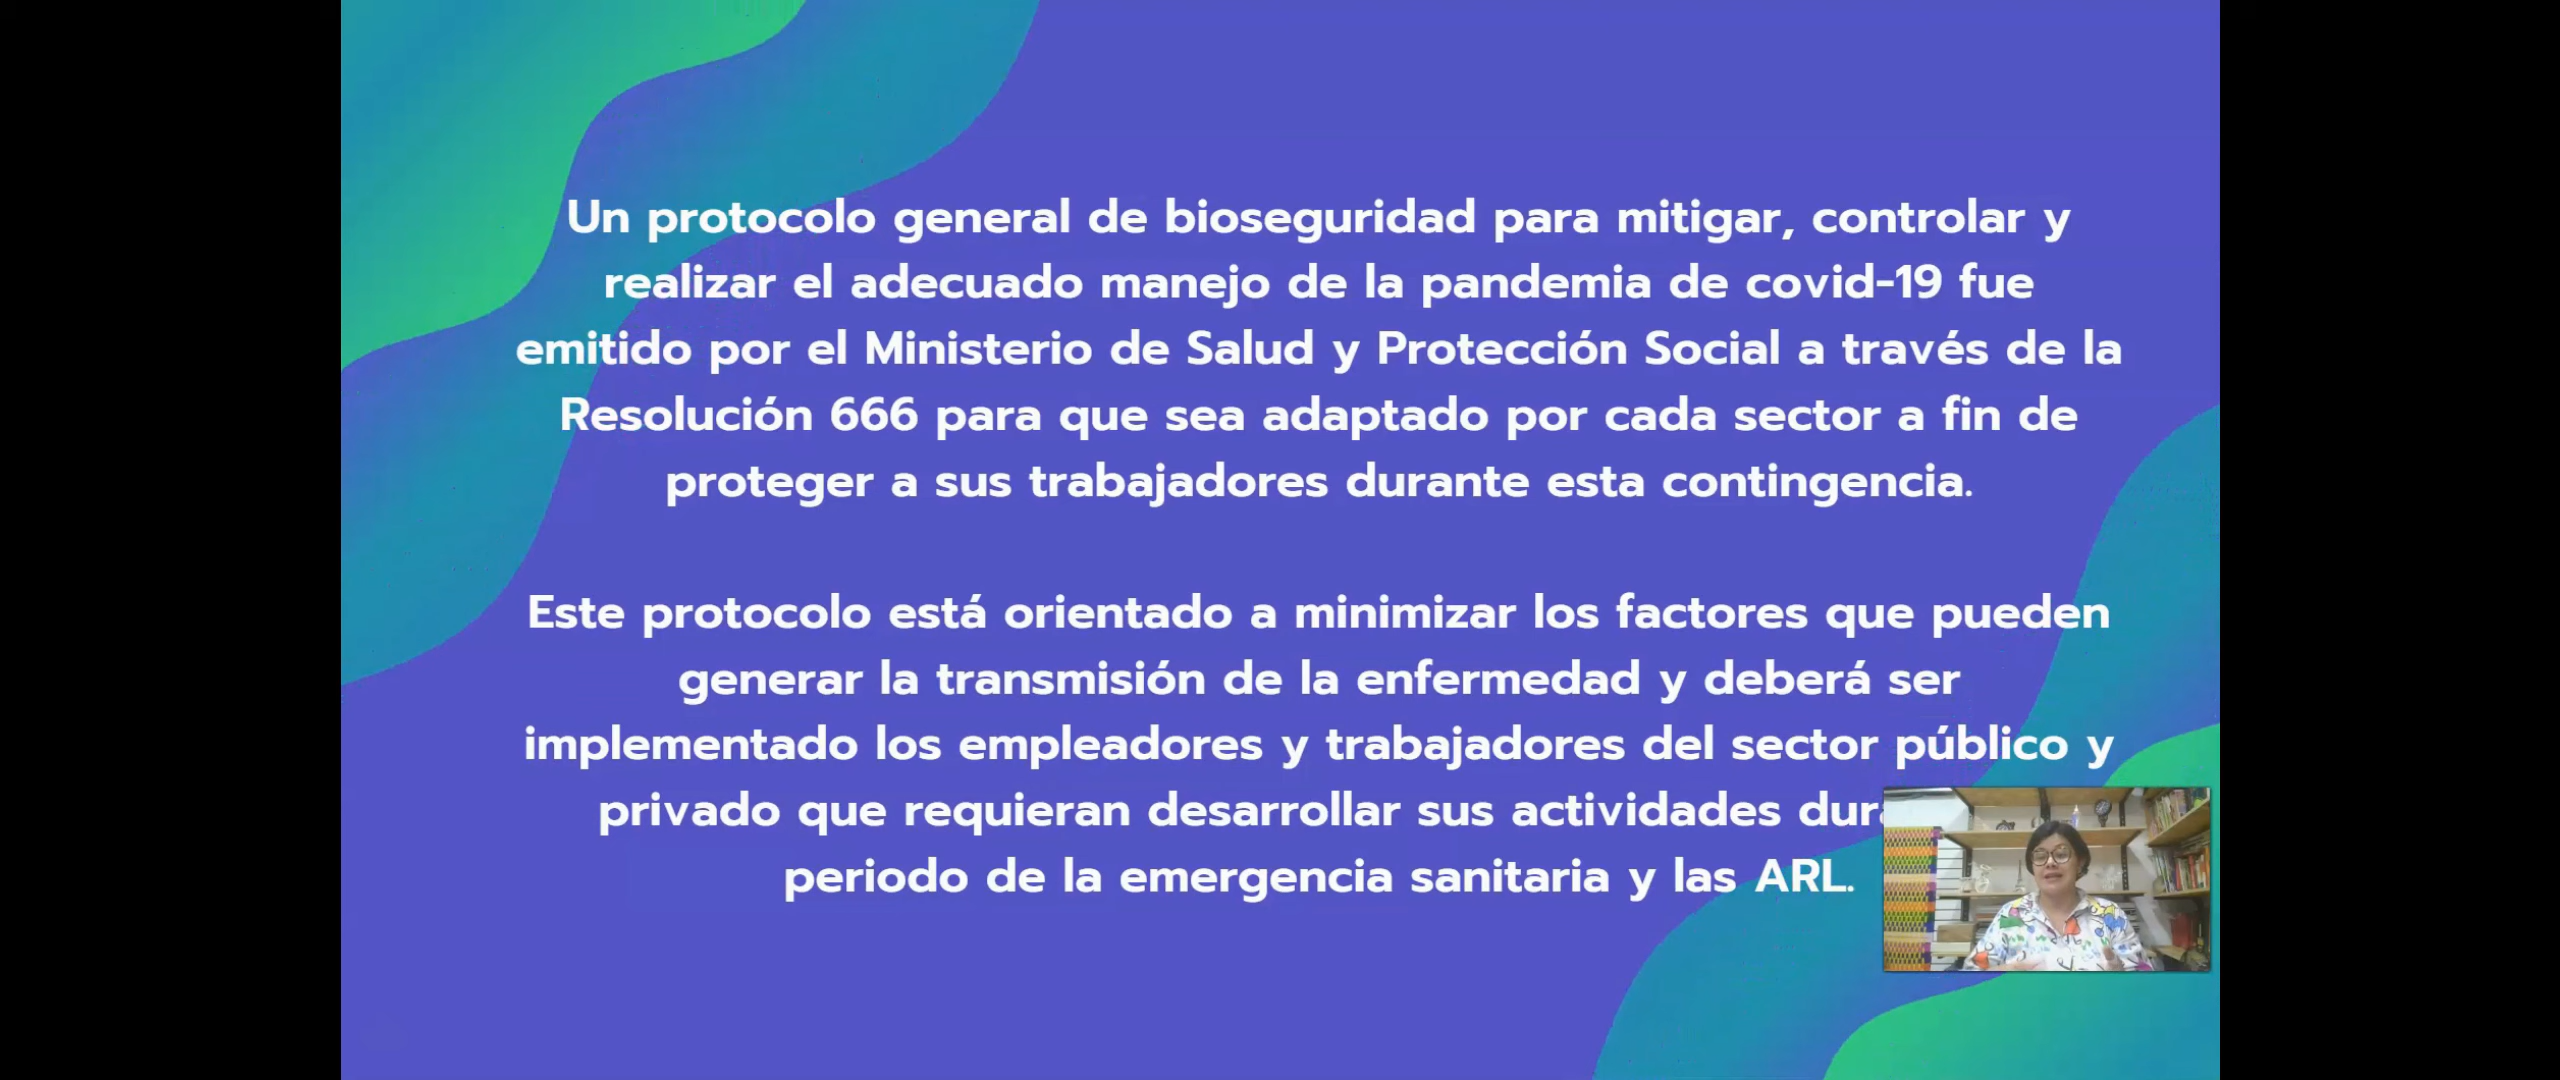 Un protocolo general de bioseguridad para mitigar, controlar y
realizar el adecuado manejo de la pandemia de covid-19 fue
emitido por el Ministerio de Salud y Protección Social a través de la
Resolución 666 para que sea adaptado por cada sector a fin de
proteger a sus trabajadores durante esta contingencia.
Este protocolo está orientado a minimizar los factores que pueden
generar la transmisión de la enfermedad y deberá ser
implementado los empleadores y trabajadores del sector público y
privado que requieran desarrollar sus actividades
periodo de la emergencia sanitaria y las ARL.